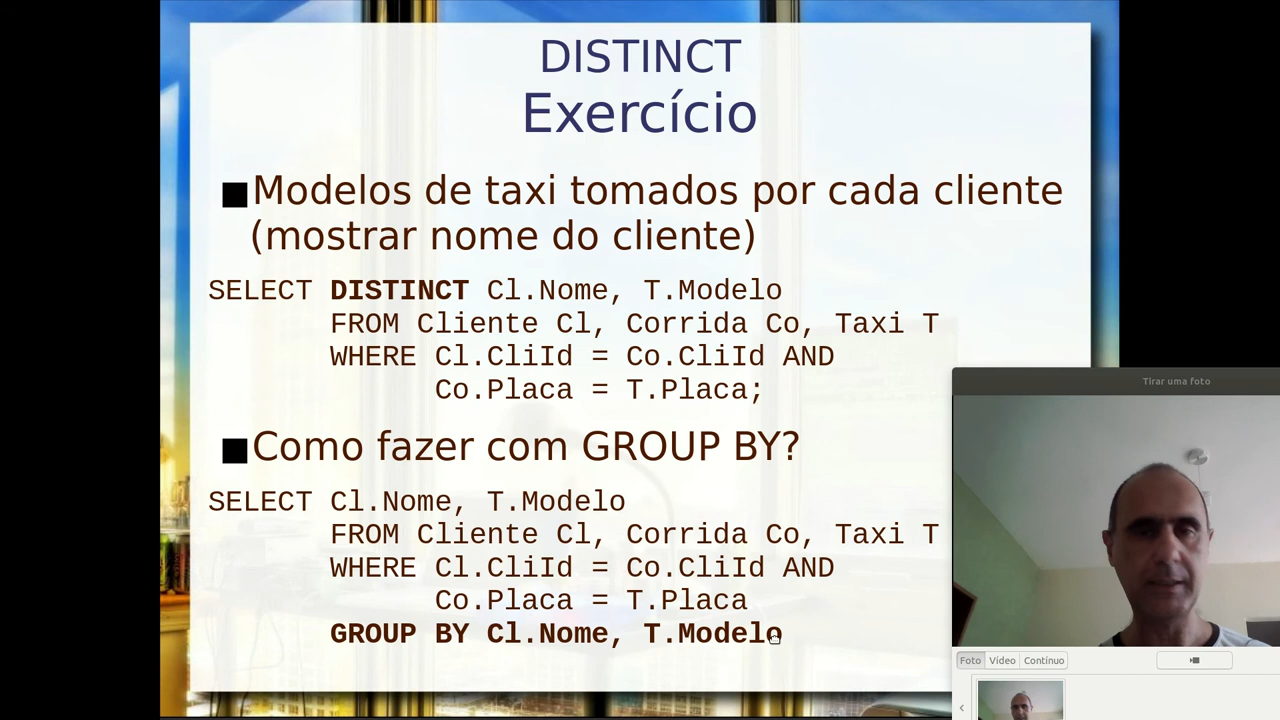 DISTINCT
Exercício
Modelos de taxi tomados por cada cliente
(mostrar nome do cliente)
SELECT DISTINCT Cl.Nome, T.Modelo
FROM Cliente Cl, Corrida Co, Taxi T
WHERE Cl.CliId = Co.CliId AND
Co.Placa = T.Placa;
Como fazer com GROUP BY?
SELECT Cl.Nome, T.Modelo
FROM Cliente Cl, Corrida Co, Taxi T
WHERE Cl.CliId = Co.CliId AND
Co.Placa = T.Placa
GROUP BY Cl.Nome, T.Modelo
Tirar uma foto
Foto Vídeo Contínuo